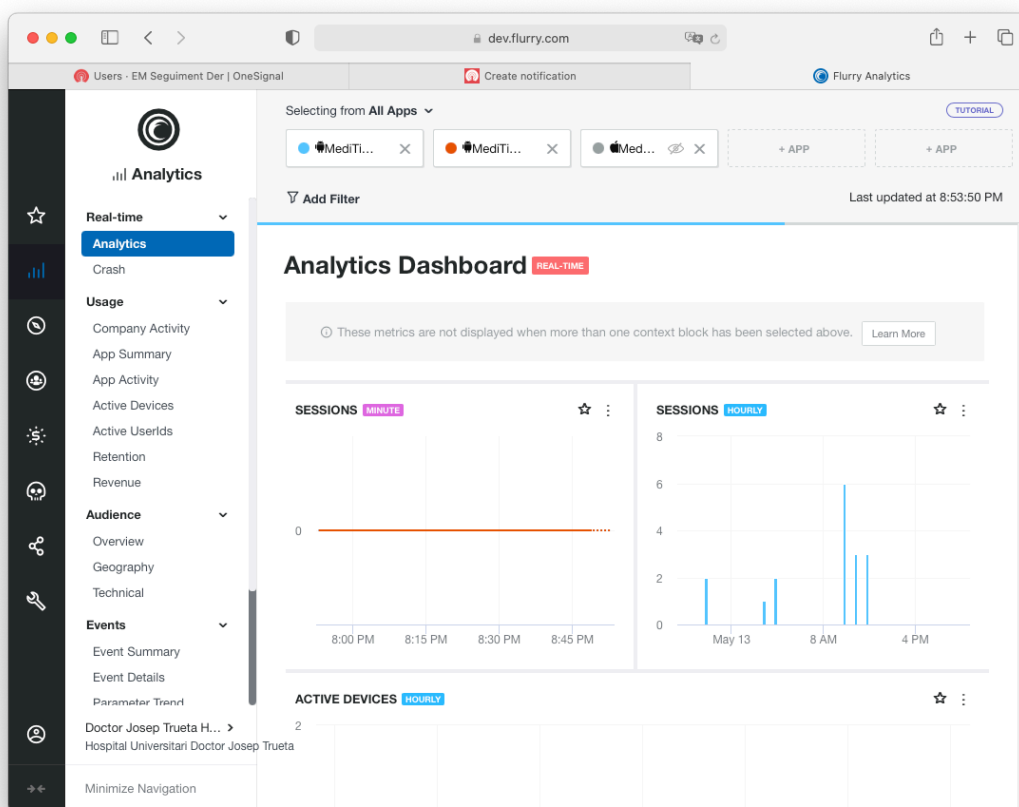 dev.flurry.com
Users · EM Seguiment Der | OneSignal
Create notification
Flurry Analytics
Analytics
Real-time
Analytics
Crash
Usage
Company Activity
App Summary
App Activity
Active Devices
Active UserIds
Retention
Revenue
Audience
Overview
Geography
Technical
Events
Event Summary
Event Details
Parameter Trend
Doctor Josep Trueta H...
Hospital Universitari Doctor Josep Trueta
Minimize Navigation
Selecting from All Apps
TUTORIAL
MediTi...
MediTi...
Med...
+ APP
+ APP
Add Filter
Last updated at 8:53:50 PM
Analytics Dashboard REAL-TIME
These metrics are not displayed when more than one context block has been selected above. Learn More
SESSIONS MINUTE
0
8:00 PM 8:15 PM 8:30 PM 8:45 PM
SESSIONS HOURLY
8
6
4
2
0
May 13 8 AM 4 PM
ACTIVE DEVICES HOURLY
2